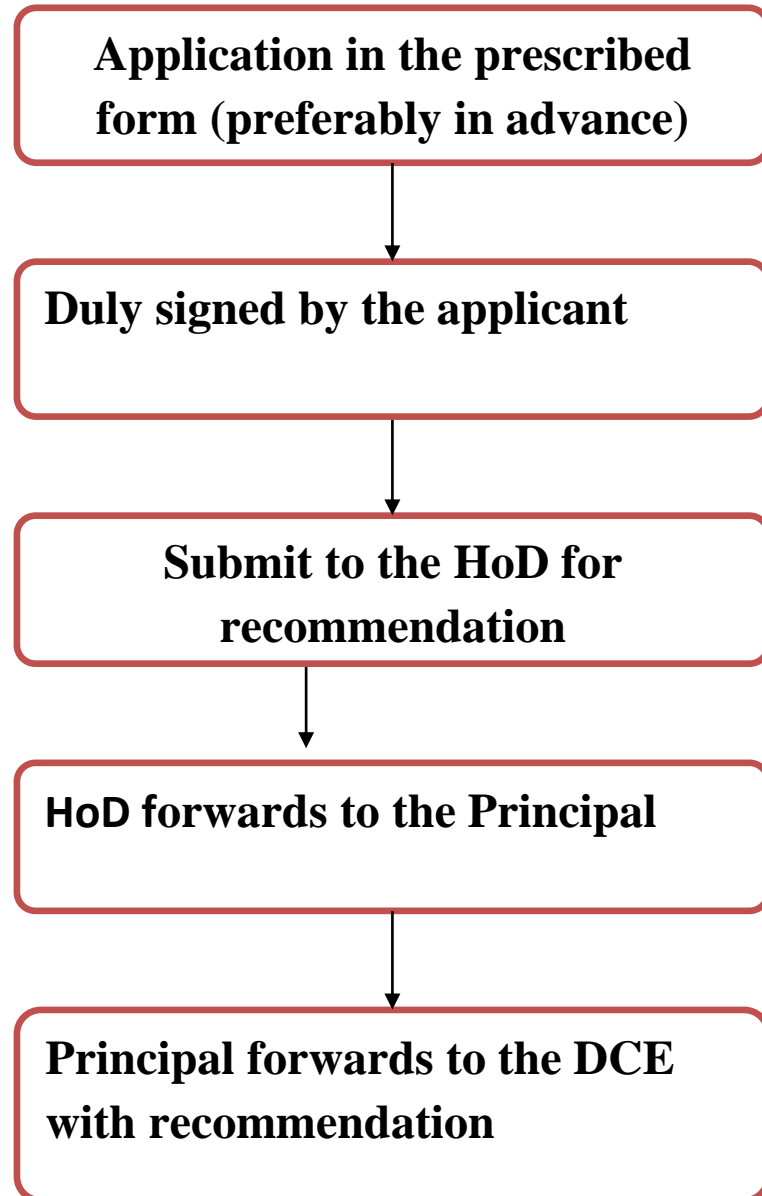 Application in the prescribed
form (preferably in advance)
Duly signed by the applicant
Submit to the HoD for
recommendation
HoD forwards to the Principal
Principal forwards to the DCE
with recommendation